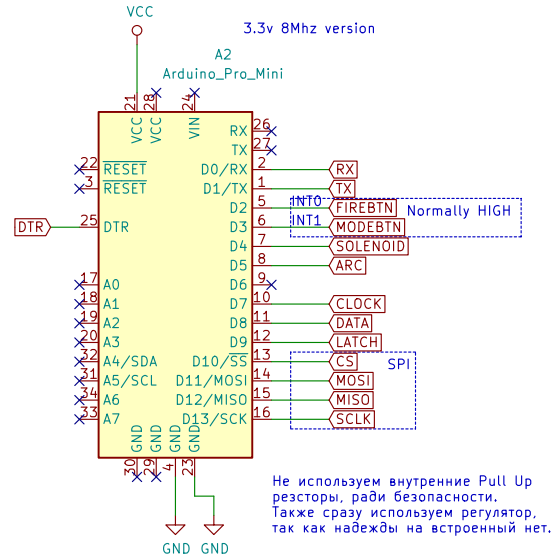 VCC
3.3v 8Mhz version
A2
Arduino_Pro_Mini
21
28
24
VCC
VCC
VIN
RX 26
TX 27
22 RESET
D0/RX 2 RX
3 RESET
D1/TX 1 TX
D2 5 INT0 FIREBTN
Normally HIGH
DTR 25 DTR
D3 6 INT1 MODEBTN
D4 7 SOLENOID
D5 8 ARC
17 A0
D6 9
18 A1
D7 10 CLOCK
19 A2
D8 11 DATA
20 A3
D9 12 LATCH
32 A4/SDA
D10/SS 13 CS
SPI
31 A5/SCL
D11/MOSI 14 MOSI
34 A6
D12/MISO 15 MISO
33 A7
D13/SCK 16 SCLK
GND
GND
GND
GND
30
29
4
23
Не используем внутренние Pull Up
резсторы, ради безопасности.
Также сразу используем регулятор,
так как надежды на встроенный нет.
GND
GND